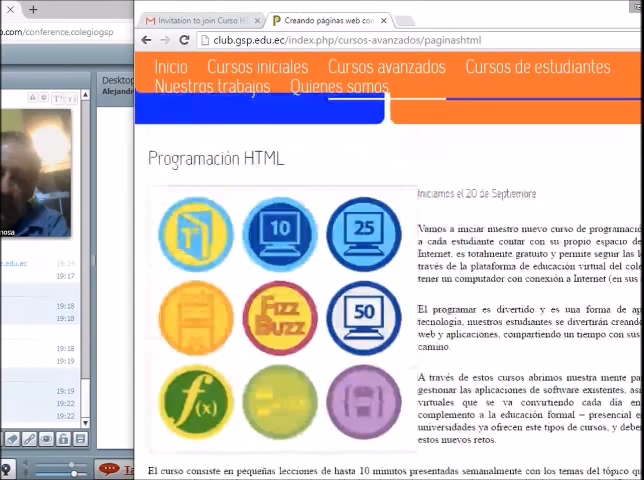 Invitation to join Curso H
Creando páginas web con
com/conference.colegiogsp
club.gsp.edu.ec/index.php/cursos-avanzados/paginashtml
Inicio Cursos iniciales Cursos avanzados Cursos de estudiantes
Nuestros trabajos Quienes somos
Desktop
Programación HTML
Iniciamos el 20 de Septiembre
10
25
Fizz
Buzz
50
f(x)
Vamos a iniciar nuestro nuevo curso de programació
a cada estudiante contar con su propio espacio de
Internet, es totalmente gratuito y permite seguir las l
través de la plataforma de educación virtual del cole
tener un computador con conexión a Internet (en sus
El programar es divertido y es una forma de ap
tecnología, nuestros estudiantes se divertirán creando
web y aplicaciones, compartiendo un tiempo con sus
camino.
A través de estos cursos abrimos nuestra mente pa
gestionar las aplicaciones de software existentes, asi
virtuales que se va convirtiendo cada día en
complemento a la educación formal – presencial e
universidades ya ofrecen este tipos de cursos, y debe
estos nuevos retos.
El curso consiste en pequeñas lecciones de hasta 10 minutos presentadas semanalmente con los temas del tópico q
edu.ec 19:14
19:17
19:18
19:18
19:18
19:19
19:19
19:22
19:22